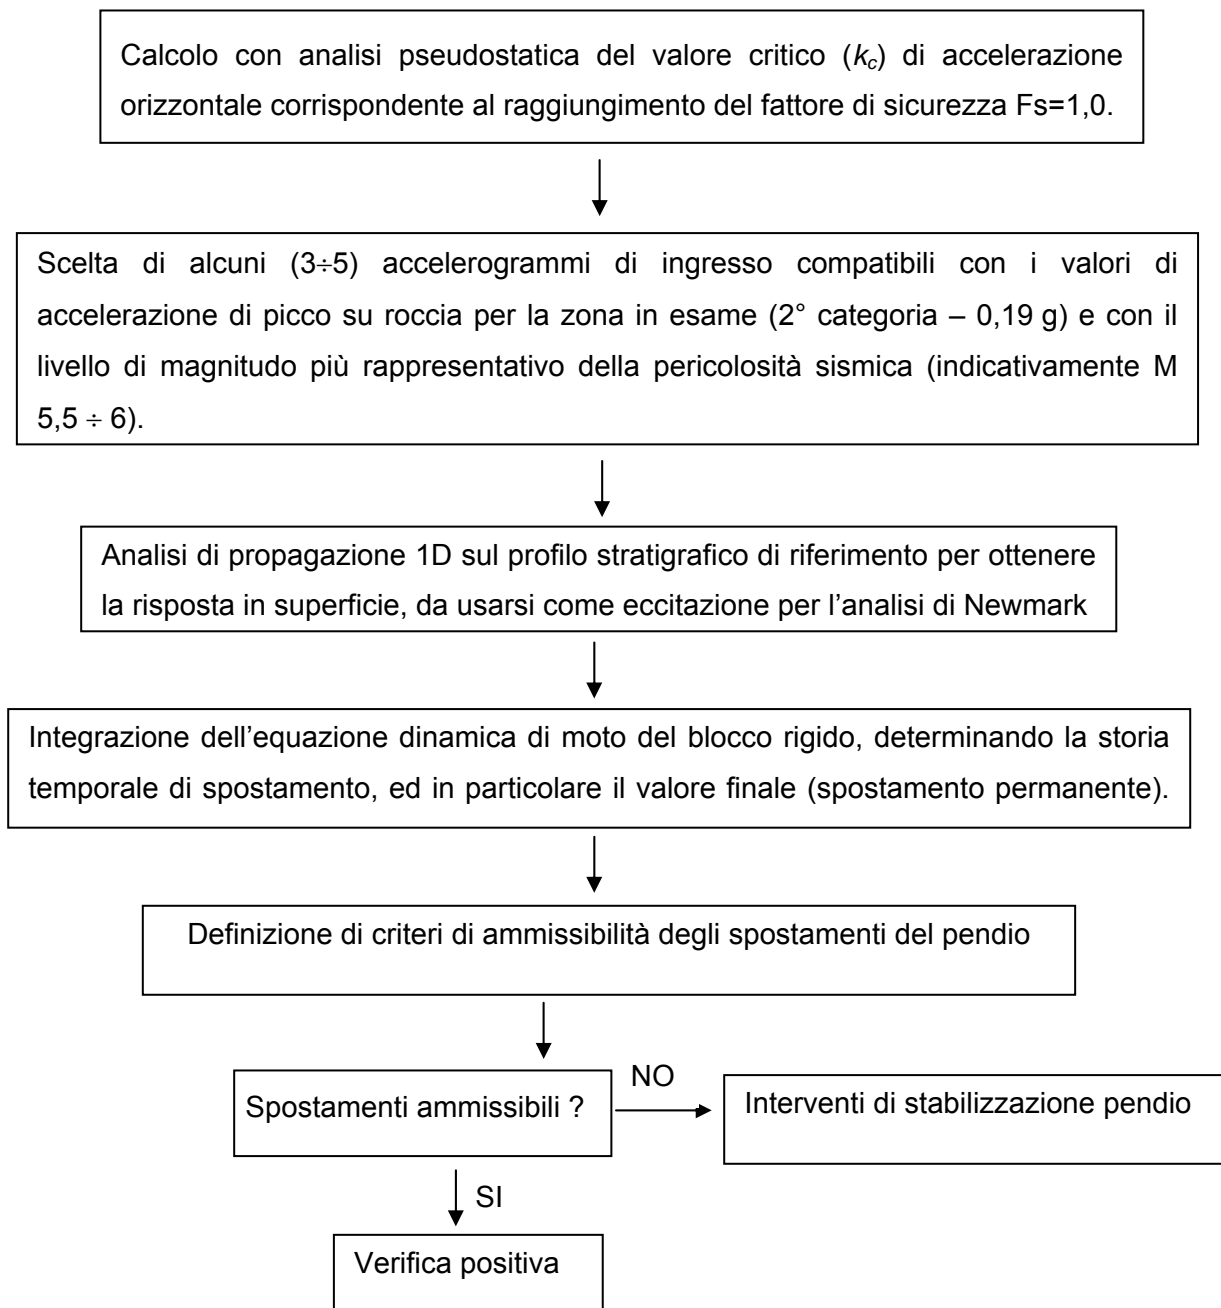 Calcolo con analisi pseudostatica del valore critico (kc) di accelerazione
orizzontale corrispondente al raggiungimento del fattore di sicurezza Fs=1,0.
Scelta di alcuni (3÷5) accelerogrammi di ingresso compatibili con i valori di
accelerazione di picco su roccia per la zona in esame (2° categoria – 0,19 g) e con il
livello di magnitudo più rappresentativo della pericolosità sismica (indicativamente M
5,5 ÷ 6).
Analisi di propagazione 1D sul profilo stratigrafico di riferimento per ottenere
la risposta in superficie, da usarsi come eccitazione per l’analisi di Newmark
Integrazione dell’equazione dinamica di moto del blocco rigido, determinando la storia
temporale di spostamento, ed in particolare il valore finale (spostamento permanente).
Definizione di criteri di ammissibilità degli spostamenti del pendio
Spostamenti ammissibili ?
NO
Interventi di stabilizzazione pendio
SI
Verifica positiva